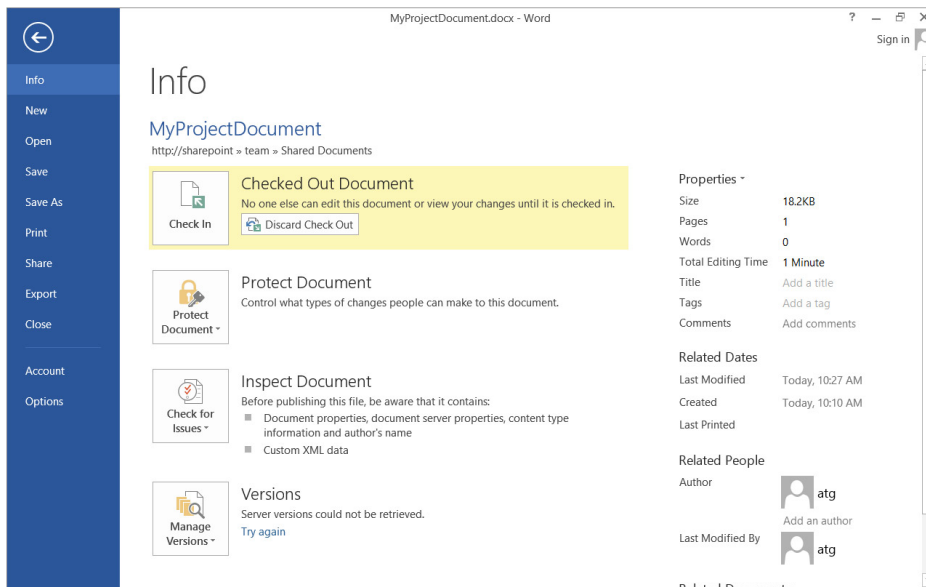 MyProjectDocument.docx - Word
?
Sign in
Info
New
Open
Save
Save As
Print
Share
Export
Close
Account
Options
Info
MyProjectDocument
http://sharepoint » team » Shared Documents
Check In
Checked Out Document
No one else can edit this document or view your changes until it is checked in.
Discard Check Out
Protect
Document
Protect Document
Control what types of changes people can make to this document.
Check for
Issues
Inspect Document
Before publishing this file, be aware that it contains:
Document properties, document server properties, content type
information and author's name
Custom XML data
Manage
Versions
Versions
Server versions could not be retrieved.
Try again
Properties
Size 18.2KB
Pages 1
Words 0
Total Editing Time 1 Minute
Title Add a title
Tags Add a tag
Comments Add comments
Related Dates
Last Modified Today, 10:27 AM
Created Today, 10:10 AM
Last Printed
Related People
Author atg
Add an author
Last Modified By atg